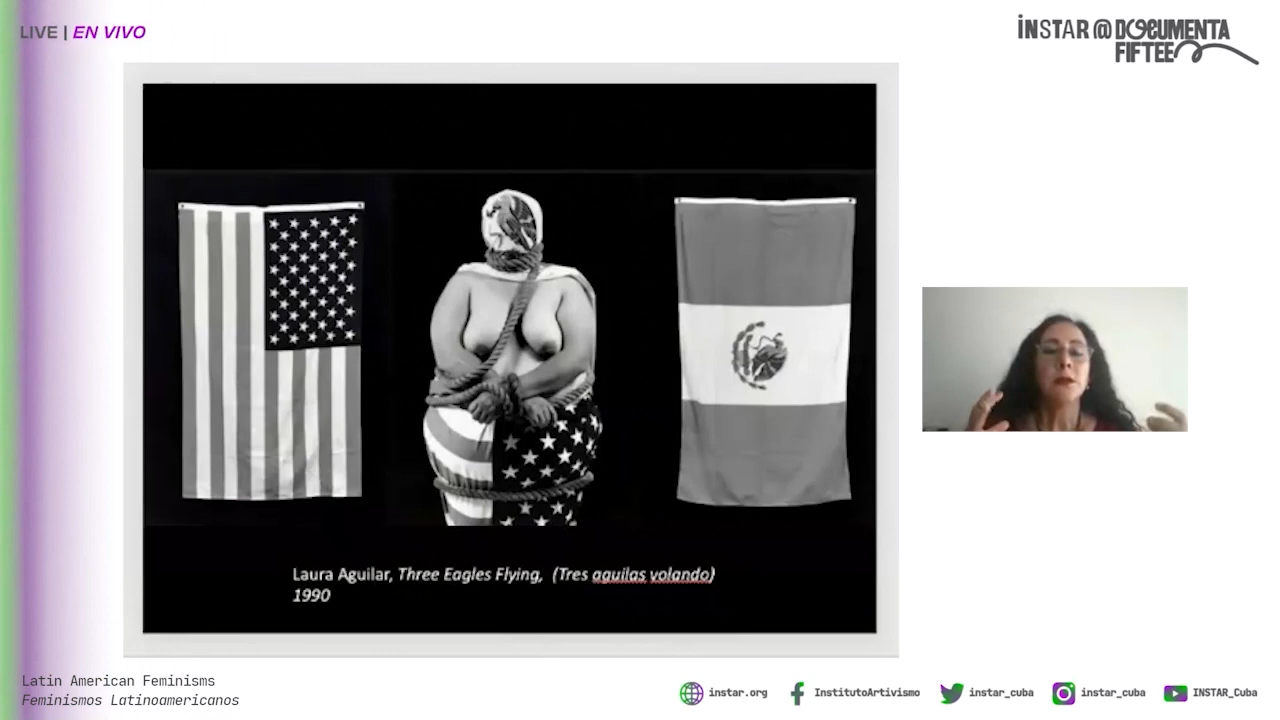 LIVE | EN VIVO
INSTAR @ DOCUMENTA
FIFTEE
Laura Aguilar, Three Eagles Flying, (Tres aguilas volando)
1990
Latin American Feminisms
Feminismos Latinoamericanos
instar.org
InstitutoArtivismo
instar_cuba
instar_cuba
INSTAR_Cuba